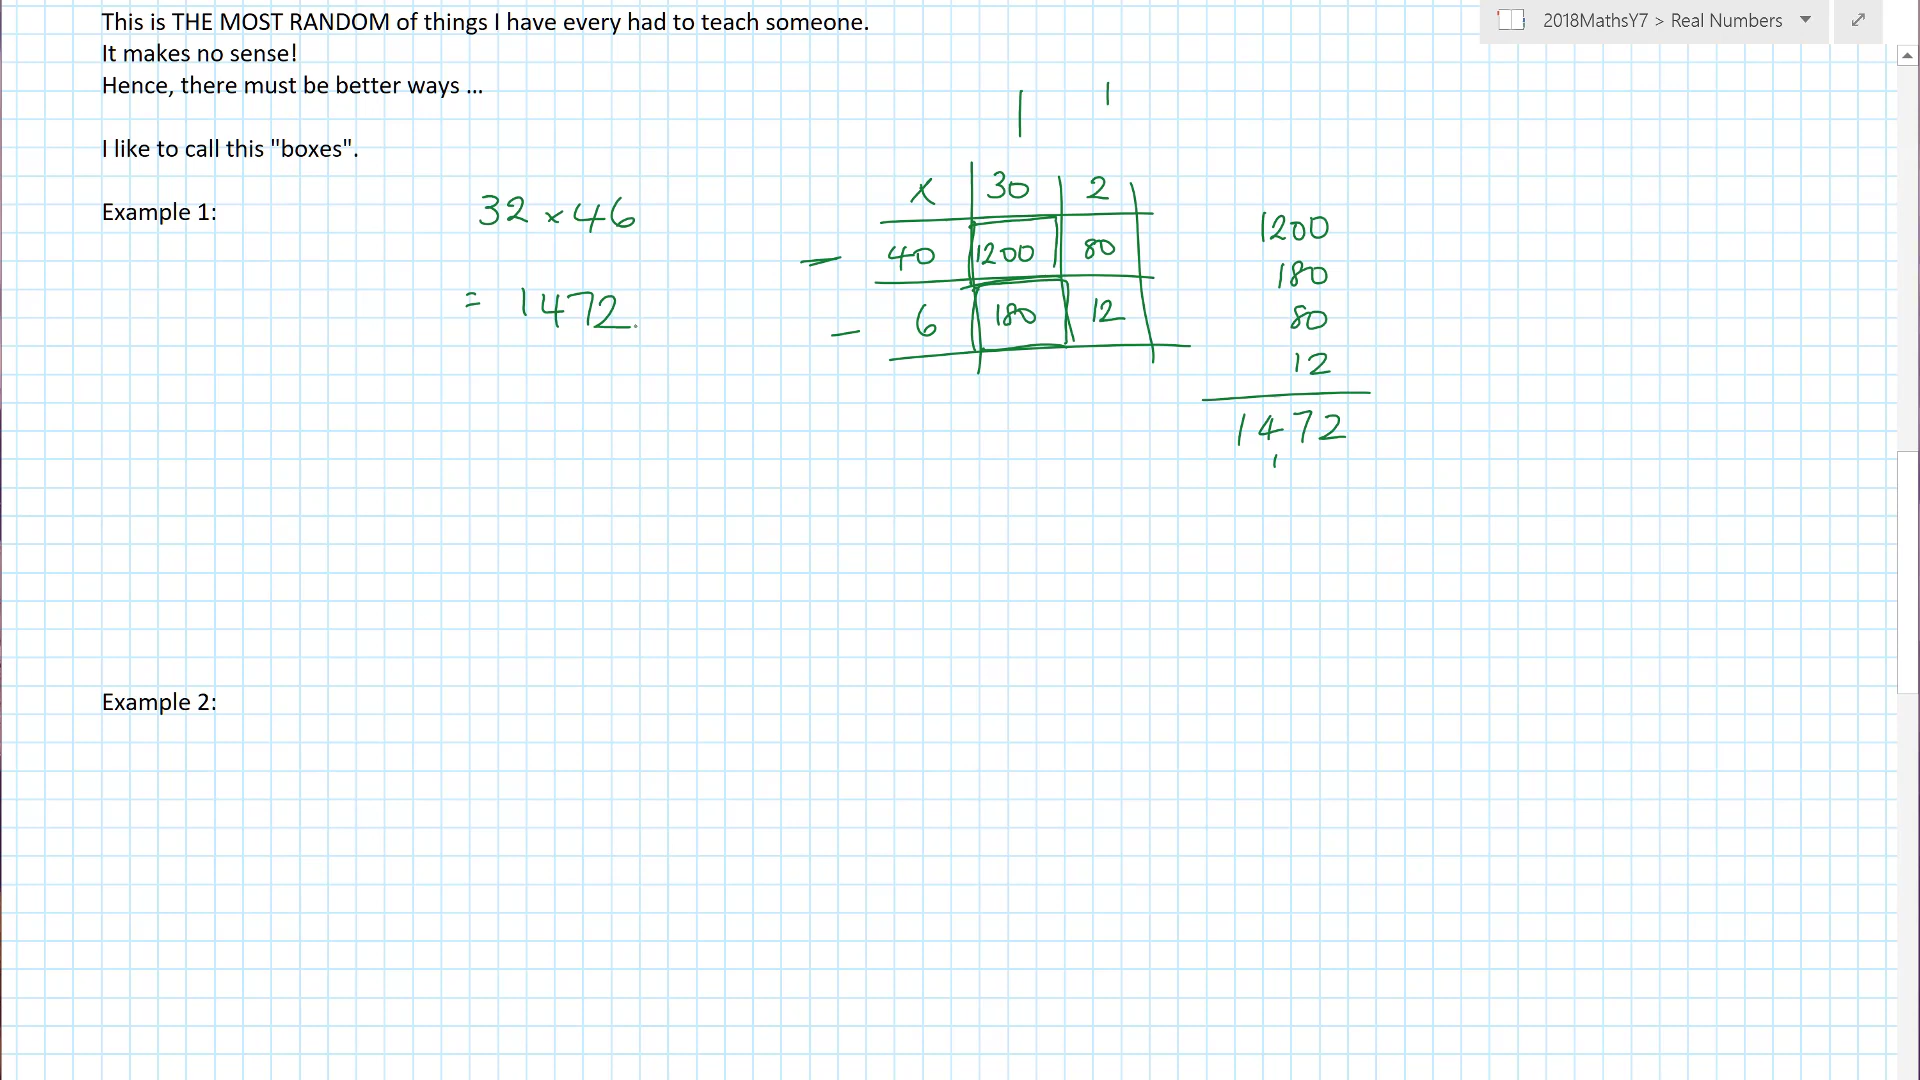 This is THE MOST RANDOM of things I have every had to teach someone.
2018MathsY7 > Real Numbers
It makes no sense!
Hence, there must be better ways ...
I like to call this "boxes".
Example 1:
32 × 46
= 1472.
× 30 2
40 1200 80
6 180 12
1200
180
80
12
1472
1
Example 2: